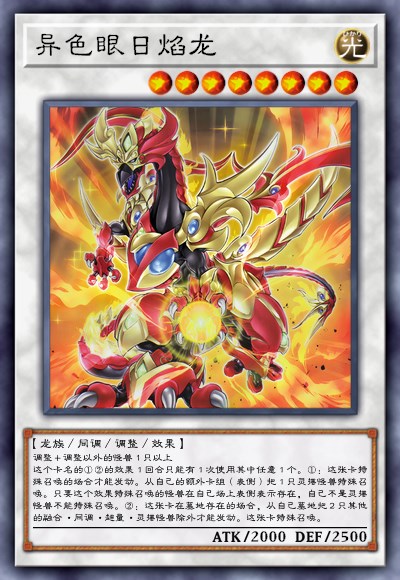 异色眼日焰龙
光
【龙族／同调／调整／效果】
调整＋调整以外的怪兽1只以上
这个卡名的①②的效果1回合只能有1次使用其中任意1个。①：这张卡特
殊召唤的场合才能发动。从自己的额外卡组（表侧）把1只灵摆怪兽特殊召
唤。只要这个效果特殊召唤的怪兽在自己场上表侧表示存在，自己不是灵摆
怪兽不能特殊召唤。②：这张卡在墓地存在的场合，从自己墓地把2只其他
的融合·同调·超量·灵摆怪兽除外才能发动。这张卡特殊召唤。
ATK/2000 DEF/2500